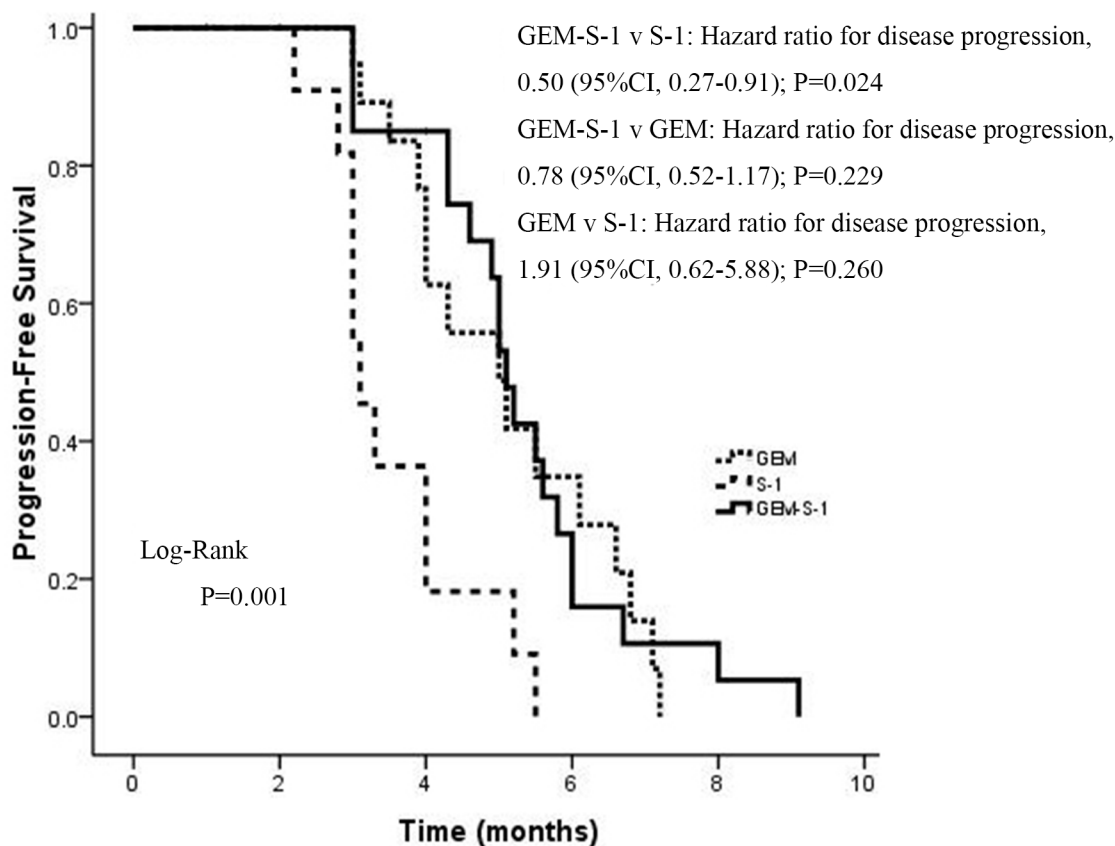 GEM-S-1 v S-1: Hazard ratio for disease progression,
0.50 (95%CI, 0.27-0.91); P=0.024
GEM-S-1 v GEM: Hazard ratio for disease progression,
0.78 (95%CI, 0.52-1.17); P=0.229
GEM v S-1: Hazard ratio for disease progression,
1.91 (95%CI, 0.62-5.88); P=0.260
Progression-Free Survival
1.0
0.8
0.6
0.4
0.2
0.0
GEM
S-1
GEM-S-1
Log-Rank
P=0.001
0 2 4 6 8 10
Time (months)